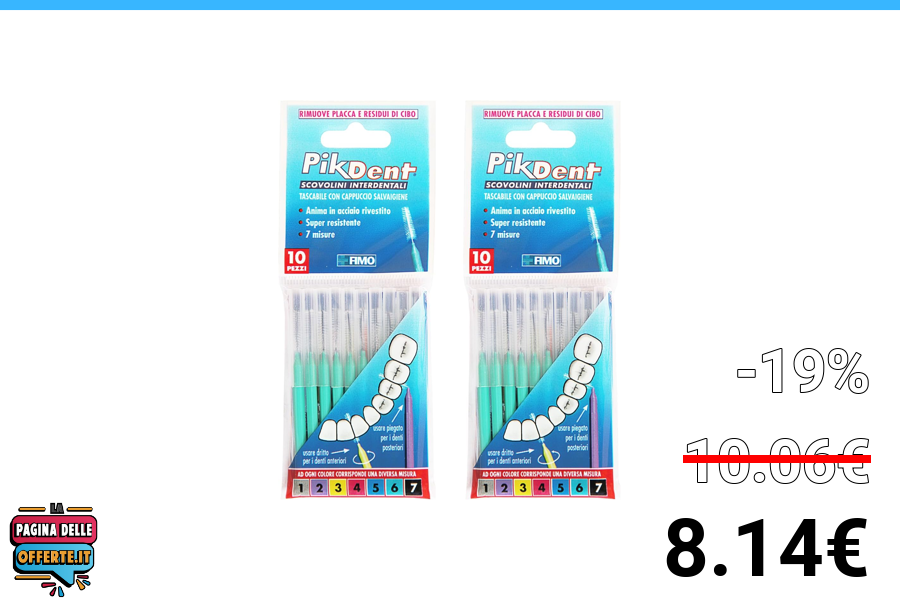 RIMUOVE PLACCA E RESIDUI DI CIBO
PikDent
SCOVOLINI INTERDENTALI
TASCABILE CON CAPPUCCIO SALVAIGIENE
• Anima in acciaio rivestito
• Super resistente
• 7 misure
10
PEZZI
FIMO
usare piegato
per i denti
posteriori
usare dritto
per i denti anteriori
AD OGNI COLORE CORRISPONDE UNA DIVERSA MISURA
1 2 3 4 5 6 7
RIMUOVE PLACCA E RESIDUI DI CIBO
PikDent
SCOVOLINI INTERDENTALI
TASCABILE CON CAPPUCCIO SALVAIGIENE
• Anima in acciaio rivestito
• Super resistente
• 7 misure
10
PEZZI
FIMO
usare piegato
per i denti
posteriori
usare dritto
per i denti anteriori
AD OGNI COLORE CORRISPONDE UNA DIVERSA MISURA
1 2 3 4 5 6 7
-19%
10.06€
8.14€
LA
PAGINA DELLE
OFFERTE.IT